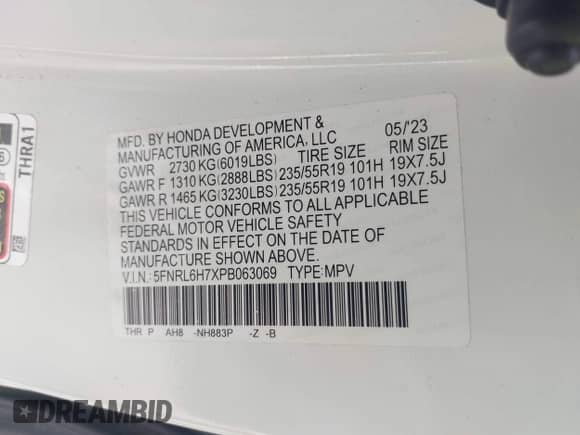 MFD. BY HONDA DEVELOPMENT & 05/'23
MANUFACTURING OF AMERICA, LLC
GVWR 2730 KG(6019LBS) TIRE SIZE RIM SIZE
GAWR F 1310 KG(2888LBS) 235/55R19 101H 19X7.5J
GAWR R 1465 KG(3230LBS) 235/55R19 101H 19X7.5J
THIS VEHICLE CONFORMS TO ALL APPLICABLE
FEDERAL MOTOR VEHICLE SAFETY
STANDARDS IN EFFECT ON THE DATE OF
MANUFACTURE SHOWN ABOVE.
V.I.N.: 5FNRL6H7XPB063069 TYPE:MPV
THR P AH8 -NH883P -Z -B
THRA1
DREAMBID